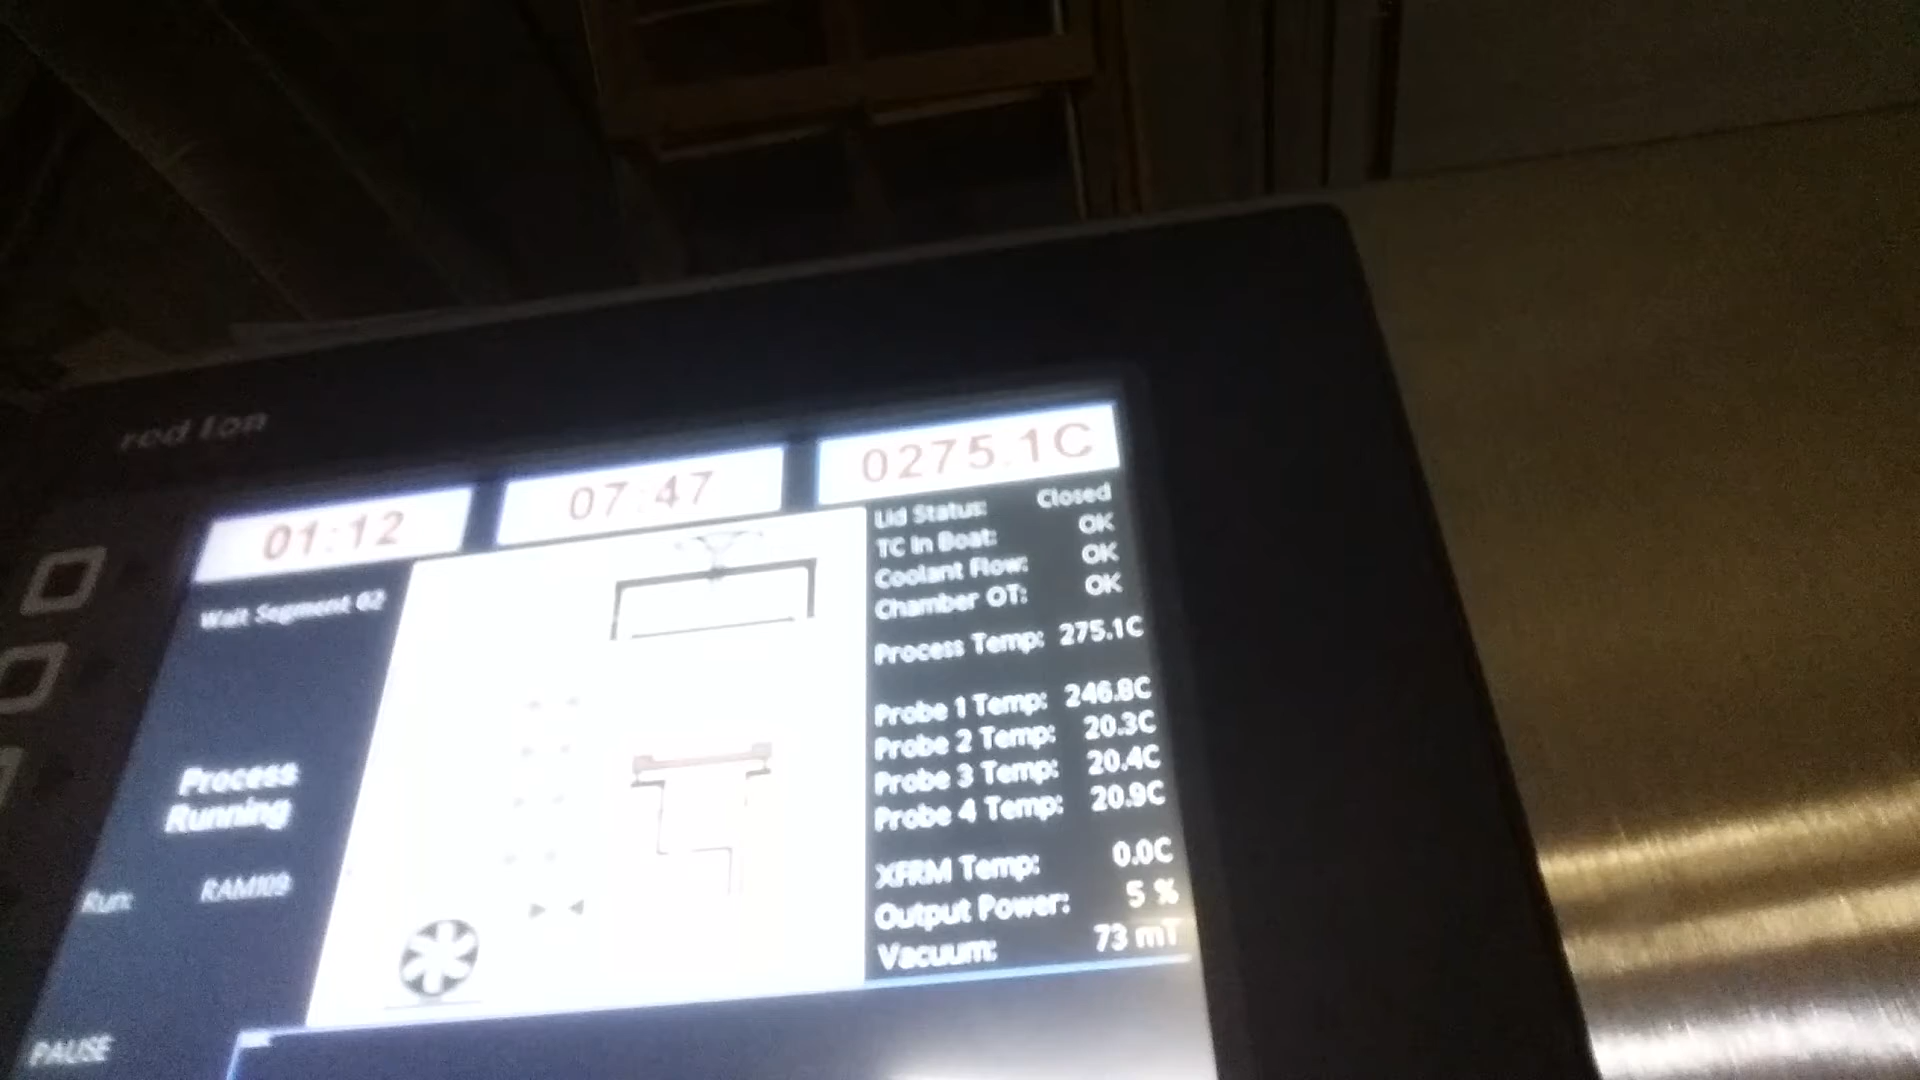 red lion
01:12
07:47
0275.1C
Wait Segment 02
Lid Status: Closed
TC In Boat: OK
Coolant Flow: OK
Chamber OT: OK
Process Temp: 275.1C
Probe 1 Temp: 246.8C
Probe 2 Temp: 20.3C
Probe 3 Temp: 20.4C
Probe 4 Temp: 20.9C
XFRM Temp: 0.0C
Output Power: 5 %
Vacuum: 73 mT
Process
Running
Run: RAM109
PAUSE